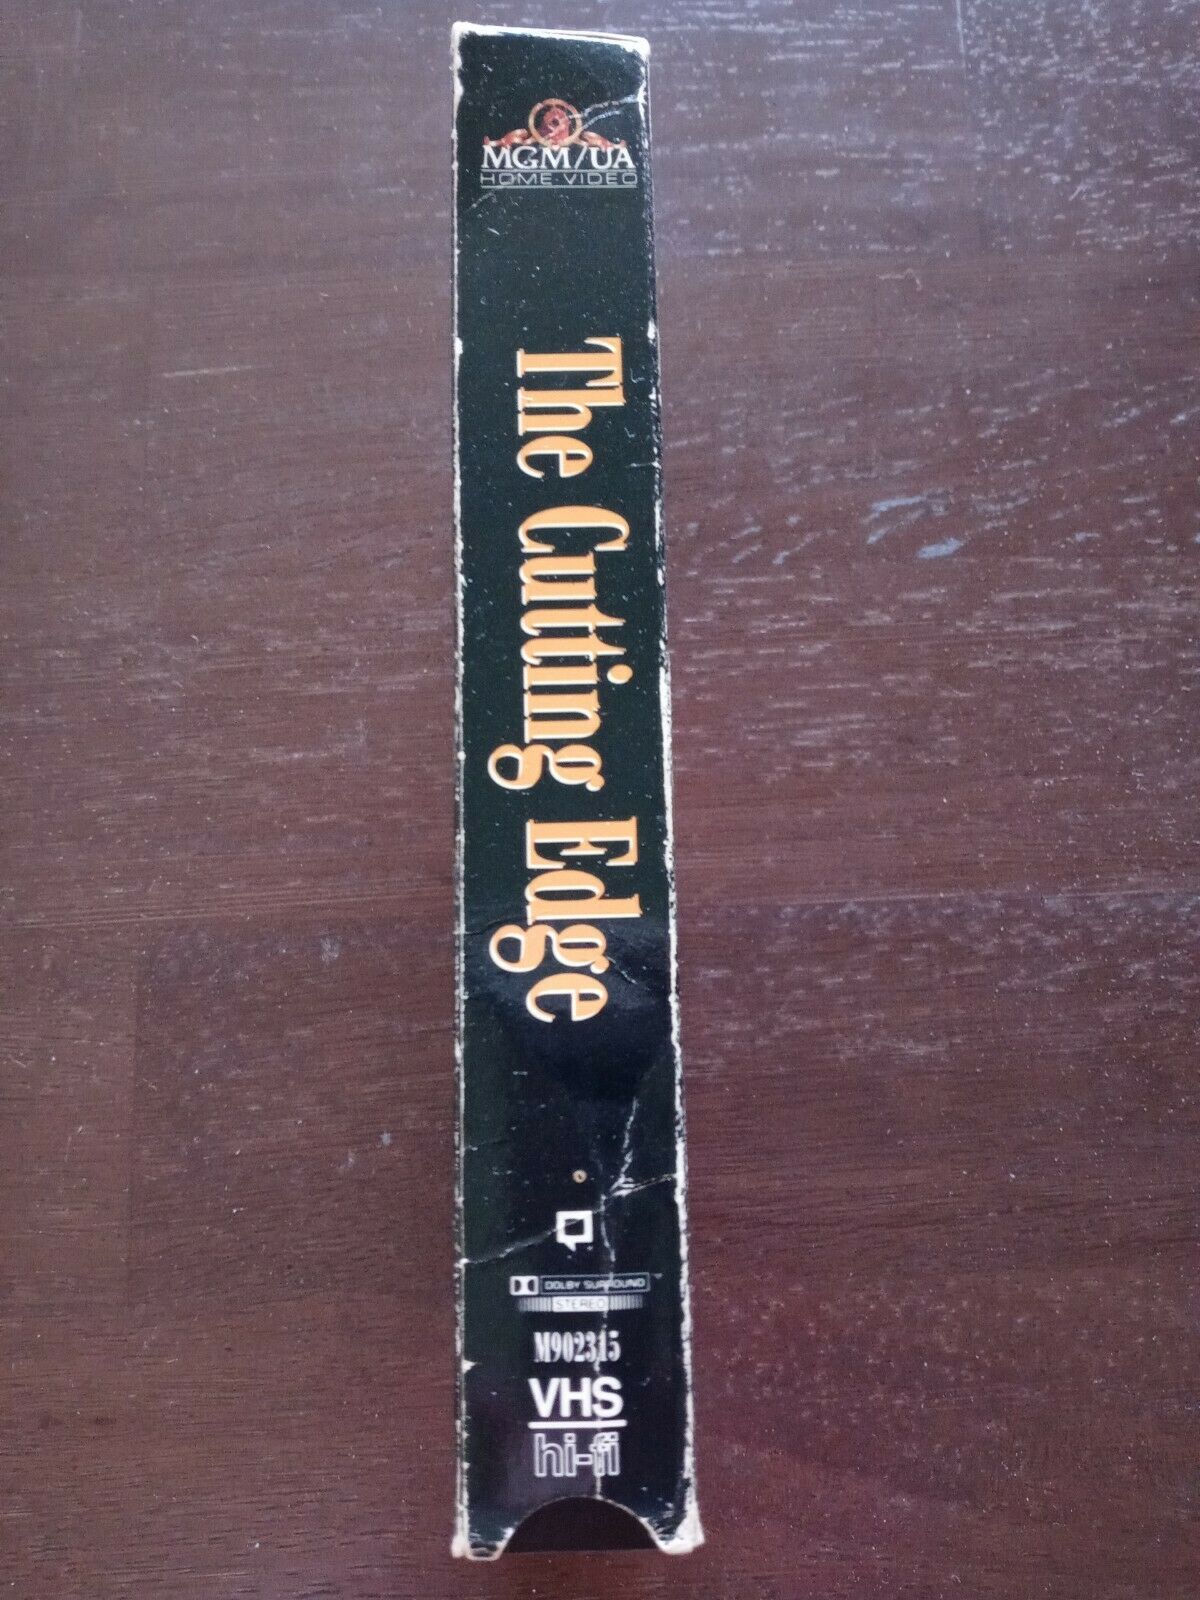 MGM/UA
HOME VIDEO
The Cutting Edge
DOLBY SURROUND
STEREO
M902315
VHS
hi-fi